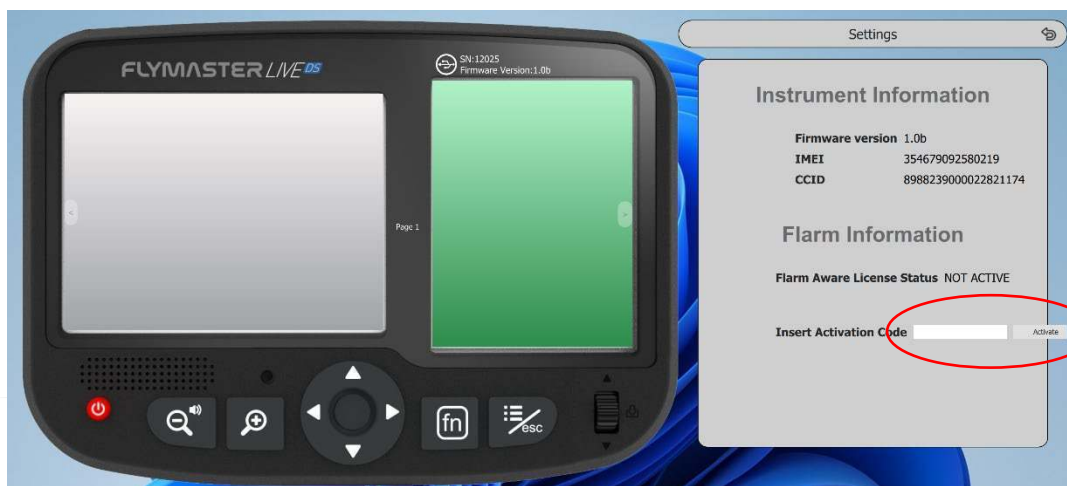 FLYMASTER LIVE DS
SN:12025
Firmware Version:1.0b
<
Page 1
>
fn
esc
Settings
Instrument Information
Firmware version 1.0b
IMEI 354679092580219
CCID 8988239000022821174
Flarm Information
Flarm Aware License Status NOT ACTIVE
Insert Activation Code Activate